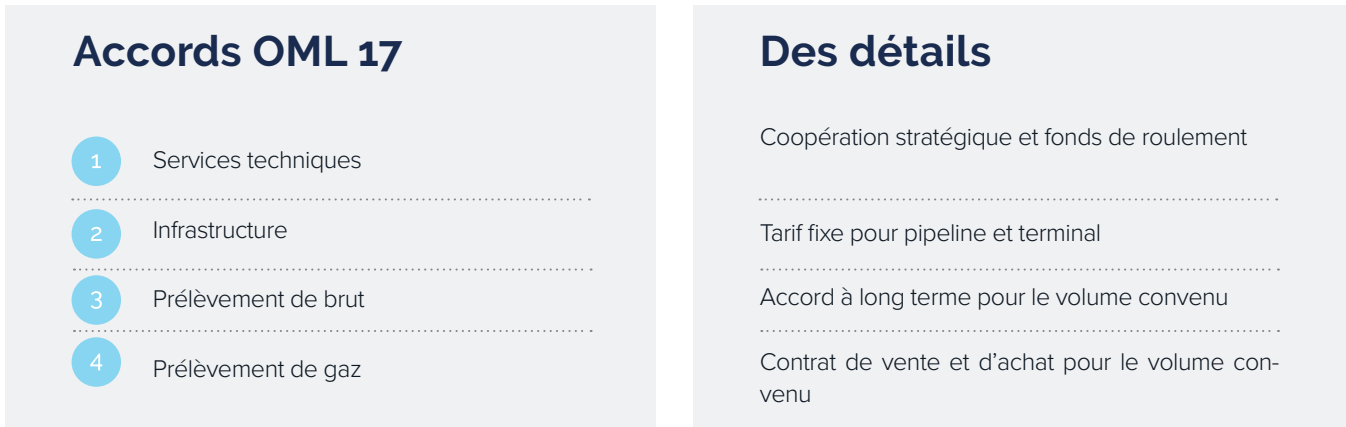 Accords OML 17
1 Services techniques
2 Infrastructure
3 Prélèvement de brut
4 Prélèvement de gaz
Des détails
Coopération stratégique et fonds de roulement
Tarif fixe pour pipeline et terminal
Accord à long terme pour le volume convenu
Contrat de vente et d’achat pour le volume con-
venu